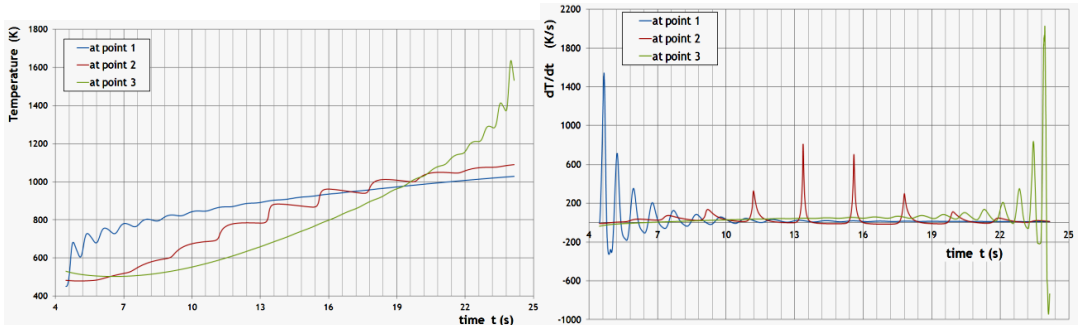 1800
1600
1400
1200
1000
800
600
400
Temperature (K)
at point 1
at point 2
at point 3
4 7 10 13 16 19 22 25
time t (s)
2200
1800
1400
1000
600
200
-200
-600
-1000
dT/dt (K/s)
at point 1
at point 2
at point 3
4 7 10 13 16 19 22 25
time t (s)